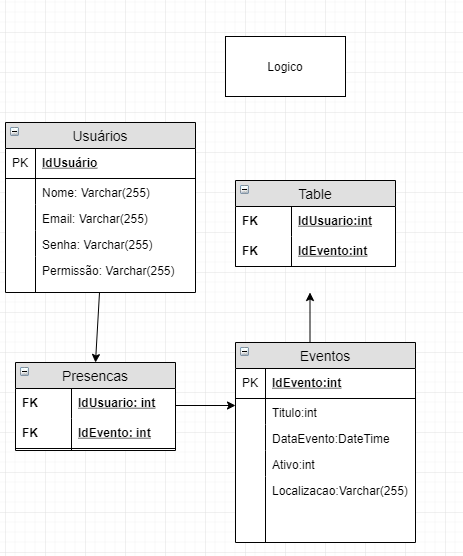 Logico
Usuários
PK IdUsuário
Nome: Varchar(255)
Email: Varchar(255)
Senha: Varchar(255)
Permissão: Varchar(255)
Table
FK IdUsuario:int
FK IdEvento:int
Presencas
FK IdUsuario: int
FK IdEvento: int
Eventos
PK IdEvento:int
Titulo:int
DataEvento:DateTime
Ativo:int
Localizacao:Varchar(255)